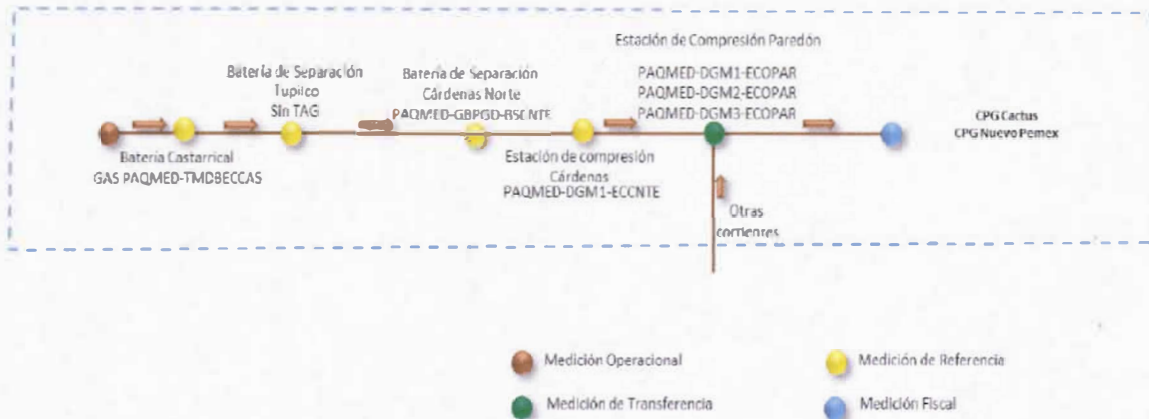 Estación de Compresión Paredón
Batería de Separación
Tupilco
Sin TAG
Batería de Separación
Cárdenas Norte
PAQMED-GBPGD-BSCNTE
PAQMED-DGM1-ECOPAR
PAQMED-DGM2-ECOPAR
PAQMED-DGM3-ECOPAR
CPG Cactus
CPG Nuevo Pemex
Batería Castarrical
GAS PAQMED-TMDBECCAS
Estación de compresión
Cárdenas
PAQMED-DGM1-ECCNTE
Otras
corrientes
Medición Operacional
Medición de Referencia
Medición de Transferencia
Medición Fiscal